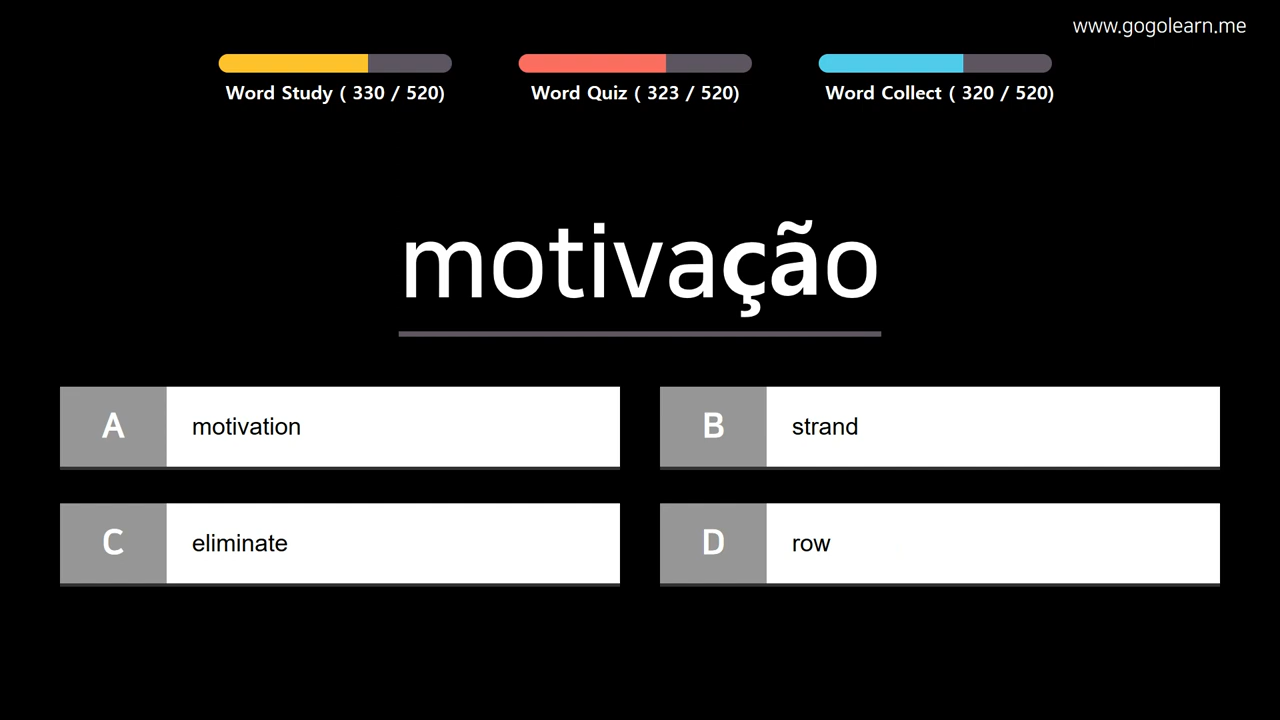 www.gogolearn.me
Word Study ( 330 / 520)
Word Quiz ( 323 / 520)
Word Collect ( 320 / 520)
motivação
A motivation
B strand
C eliminate
D row